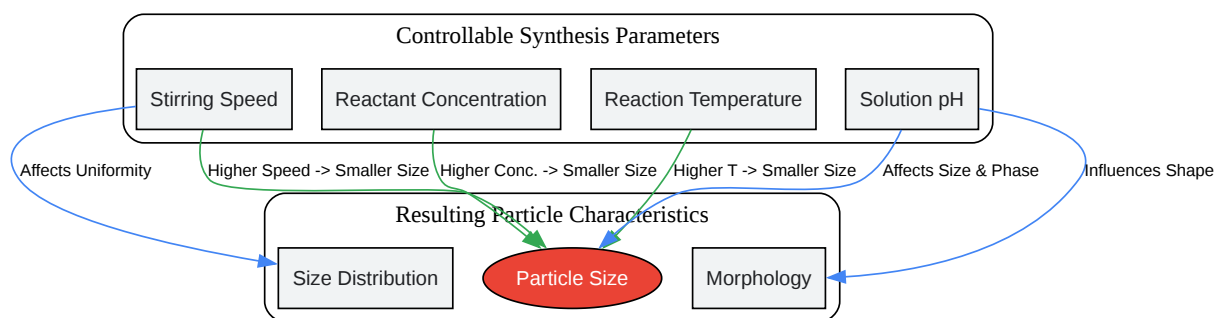 Controllable Synthesis Parameters
Stirring Speed
Reactant Concentration
Reaction Temperature
Solution pH
Affects Uniformity
Higher Speed -> Smaller Size
Higher Conc. -> Smaller Size
Higher T -> Smaller Size
Affects Size & Phase
Influences Shape
Resulting Particle Characteristics
Size Distribution
Particle Size
Morphology